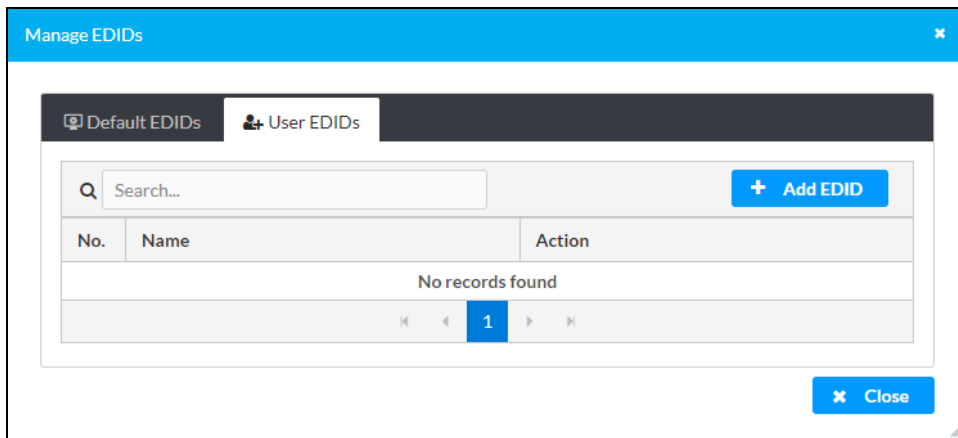 Manage EDIDs
Default EDIDs User EDIDs
Search... + Add EDID
No. Name Action
No records found
1
Close